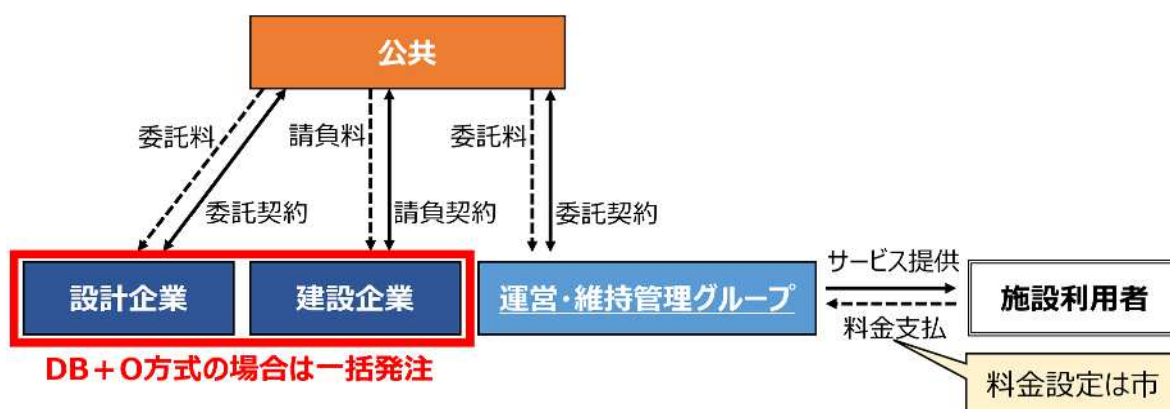 公共
委託料
請負料
委託料
委託契約
請負契約
委託契約
設計企業
建設企業
運営・維持管理グループ
サービス提供
料金支払
施設利用者
DB+O方式の場合は一括発注
料金設定は市